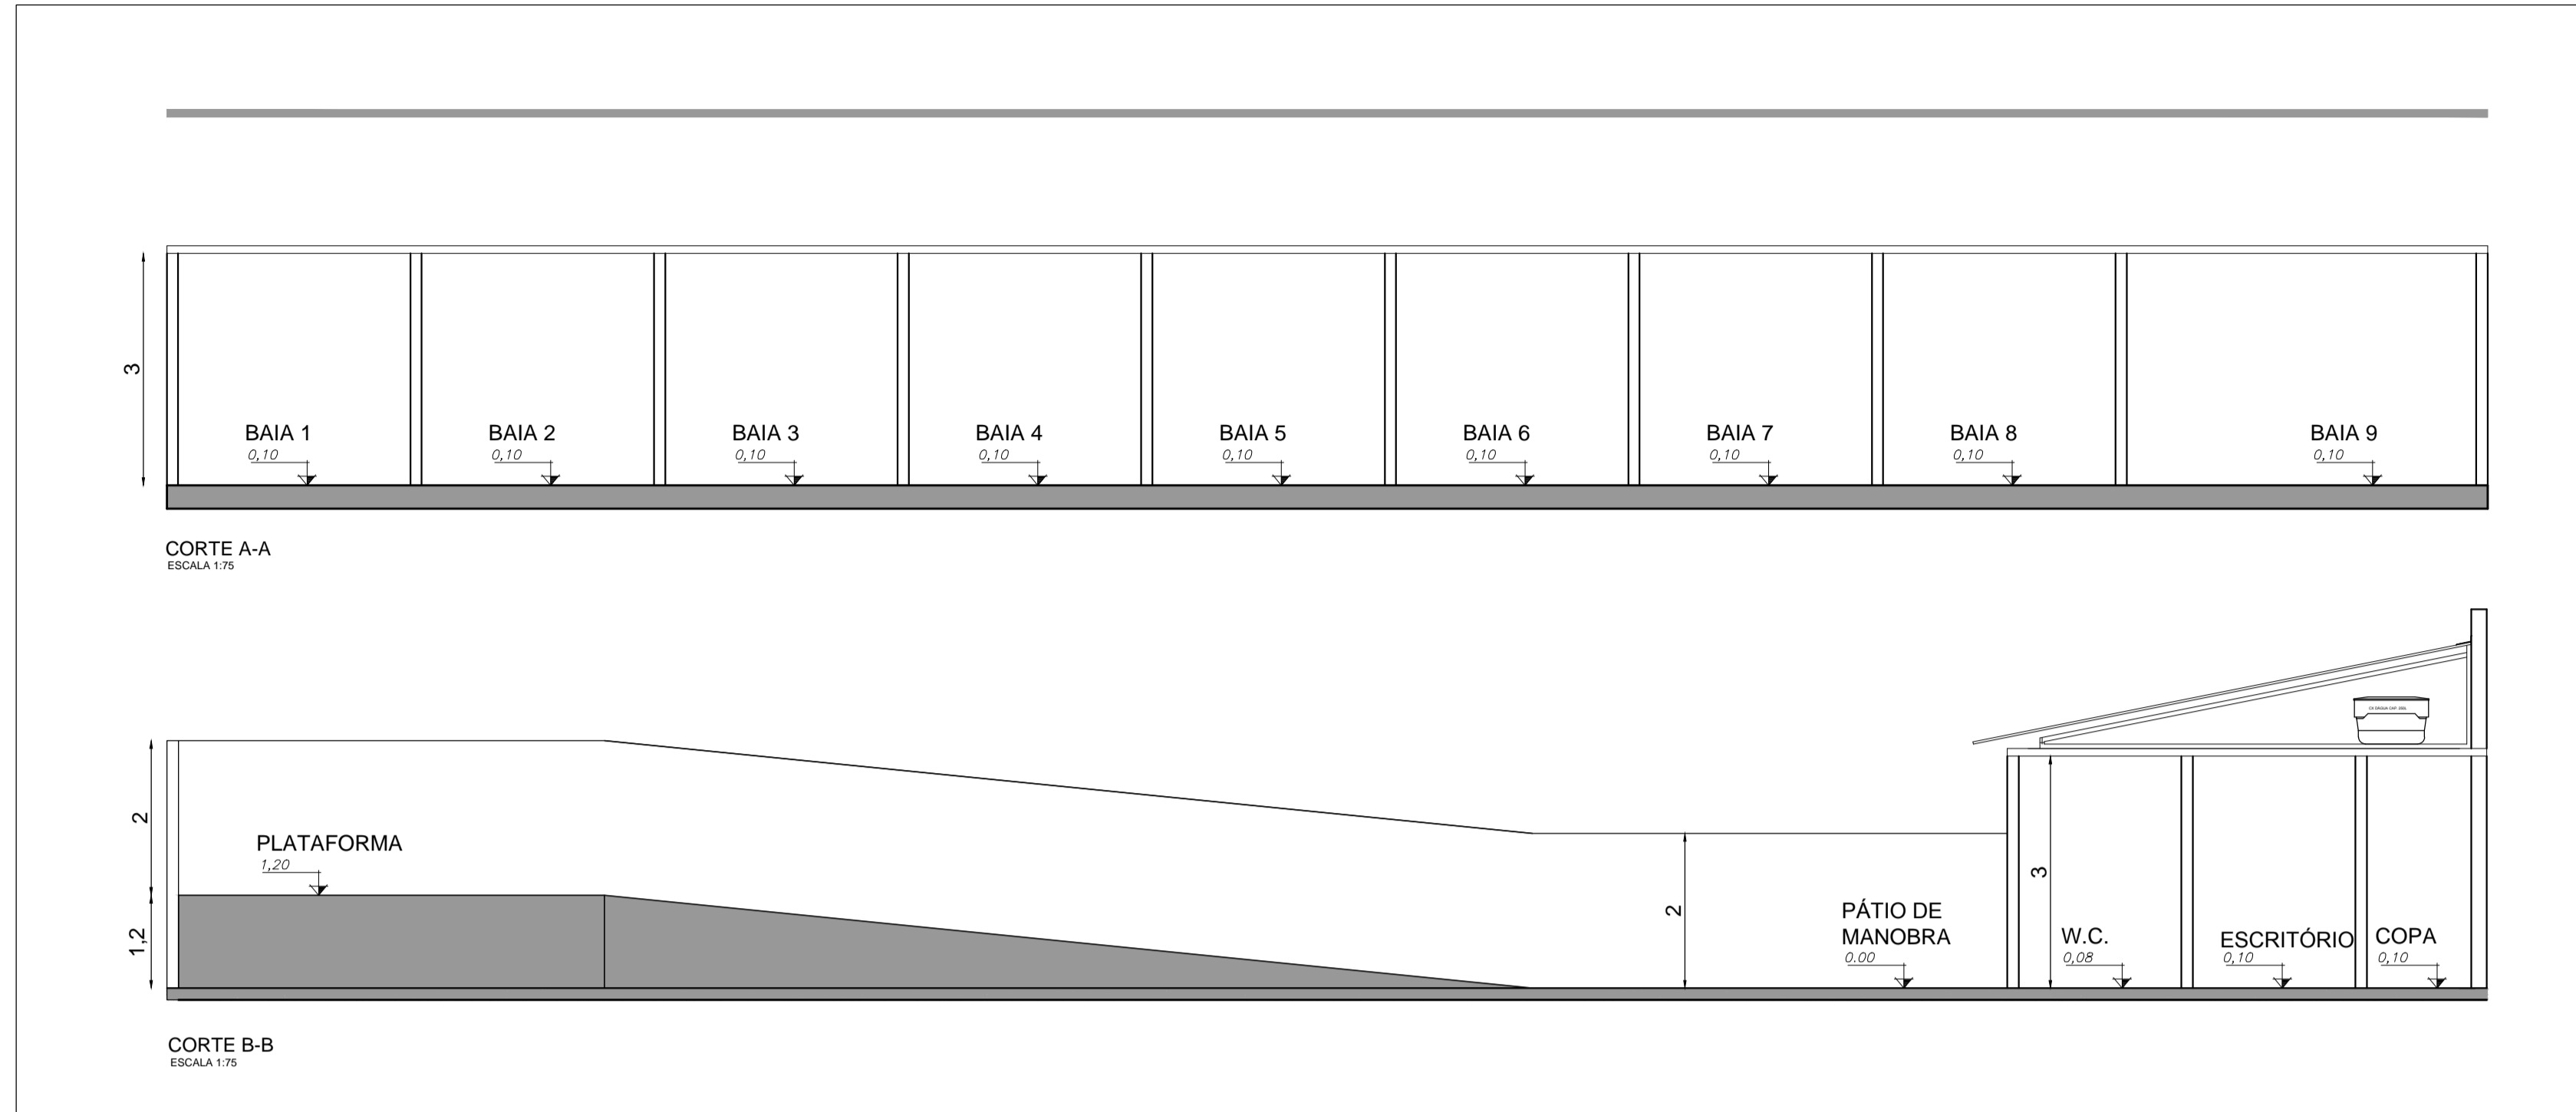 3
BAIA 1
0,10
BAIA 2
0,10
BAIA 3
0,10
BAIA 4
0,10
BAIA 5
0,10
BAIA 6
0,10
BAIA 7
0,10
BAIA 8
0,10
BAIA 9
0,10
CORTE A-A
ESCALA 1:75
CX DAGUA CAP
2
1,2
PLATAFORMA
1,20
2
PÁTIO DE
MANOBRA
0.00
3
W.C.
0,08
ESCRITÓRIO
0,10
COPA
0,10
CORTE B-B
ESCALA 1:75